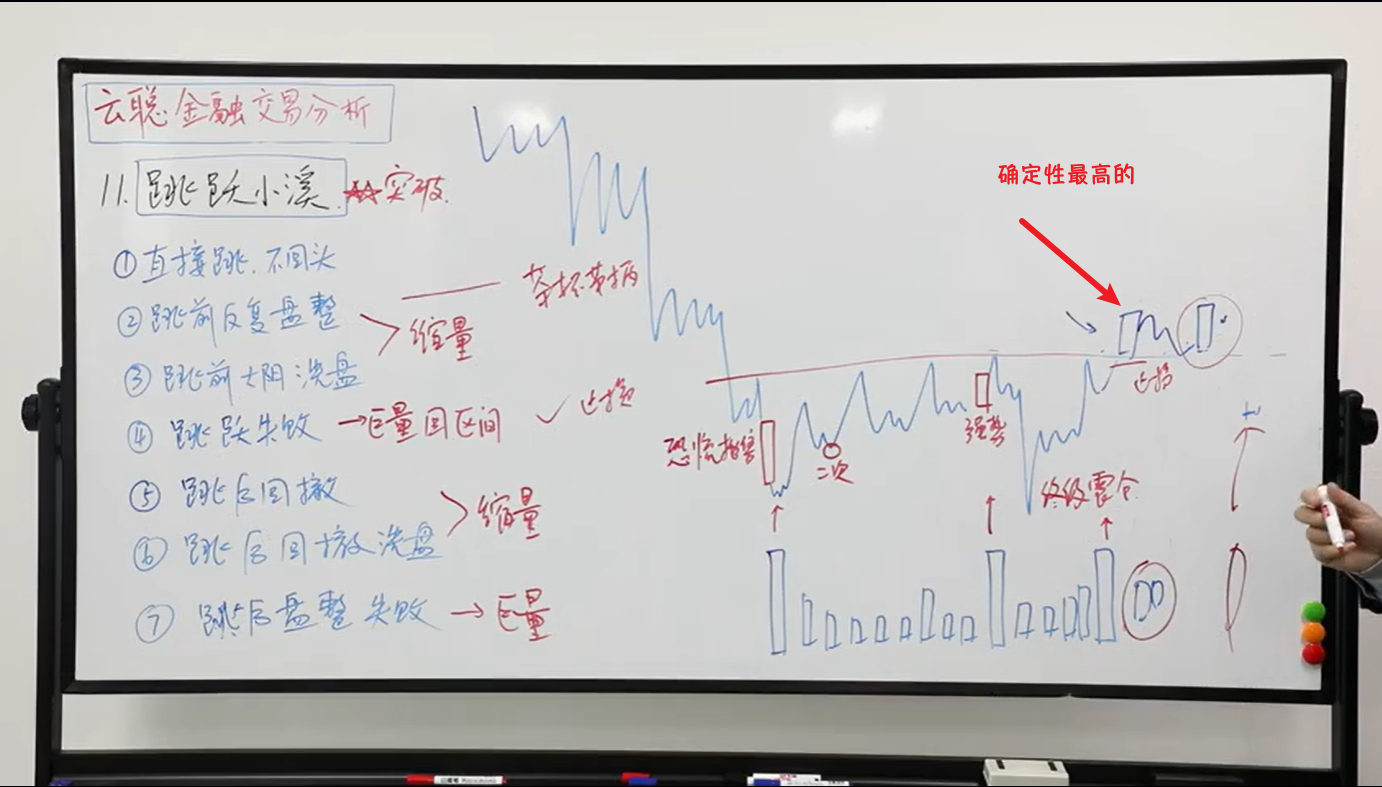 云聪金融交易分析
11. 跳跃小溪 突破
①直接跳.不回头
②跳前反复盘整
③跳前大阴洗盘
缩量
茶杯带柄
④跳跃失败→巨量回区间
止损
⑤跳后回撤
⑥跳后回撤洗盘
缩量
⑦跳后盘整失败→巨量
确定性最高的
恐慌抛售
二次
强势
终极震仓
止损